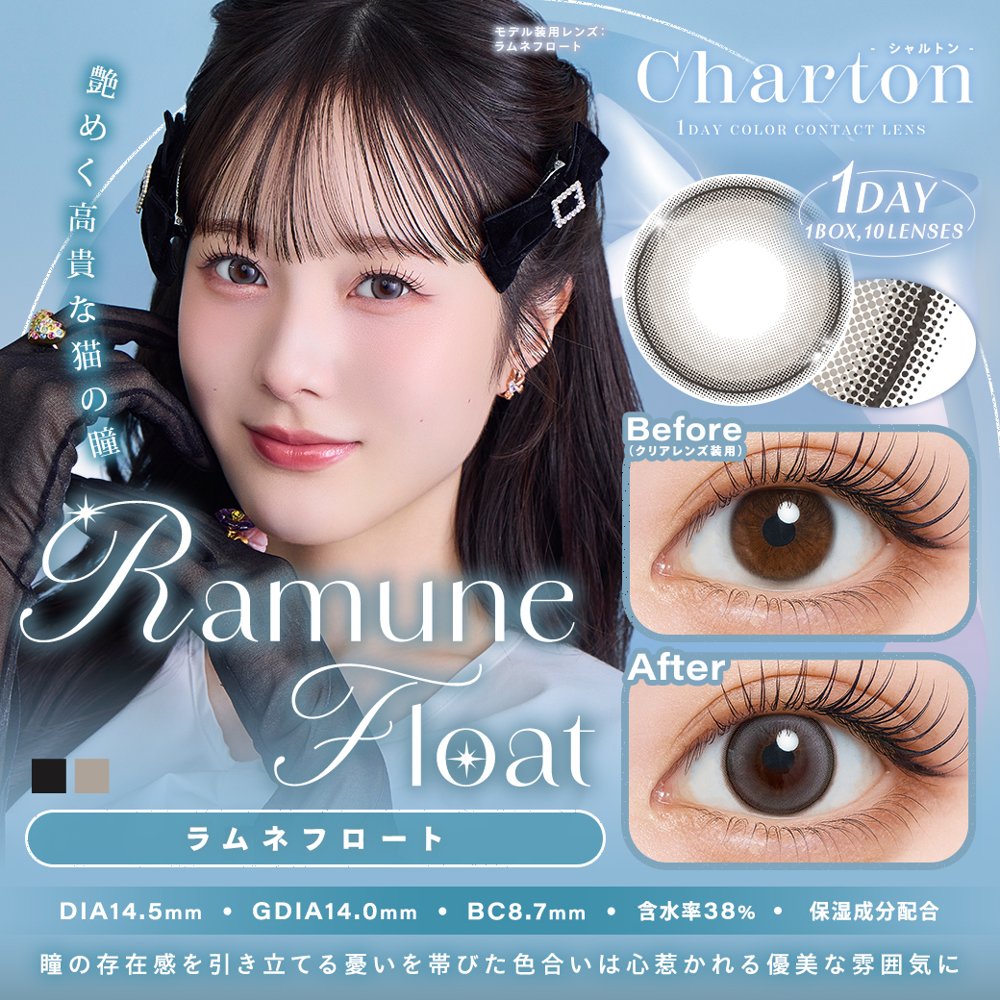 モデル装用レンズ：
ラムネフロート
- シャルトン -
Charton
1DAY COLOR CONTACT LENS
1DAY
1BOX,10LENSES
艶めく高貴な猫の瞳
Before
（クリアレンズ装用）
After
Ramune
Float
ラムネフロート
DIA14.5mm ・ GDIA14.0mm ・ BC8.7mm ・ 含水率38% ・ 保湿成分配合
瞳の存在感を引き立てる憂いを帯びた色合いは心惹かれる優美な雰囲気に